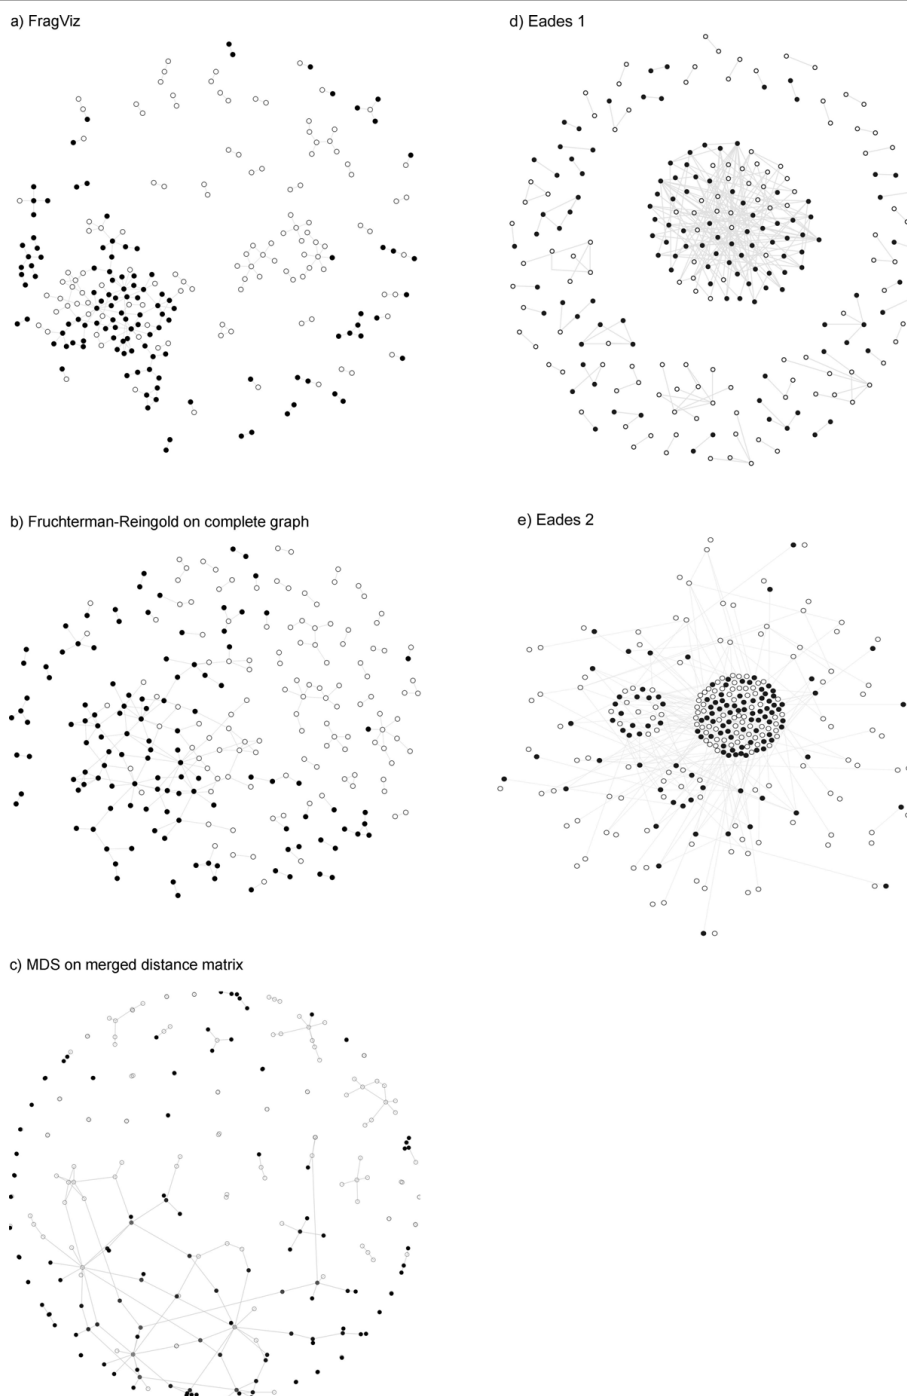 a) FragViz
d) Eades 1
b) Fruchterman-Reingold on complete graph
e) Eades 2
c) MDS on merged distance matrix